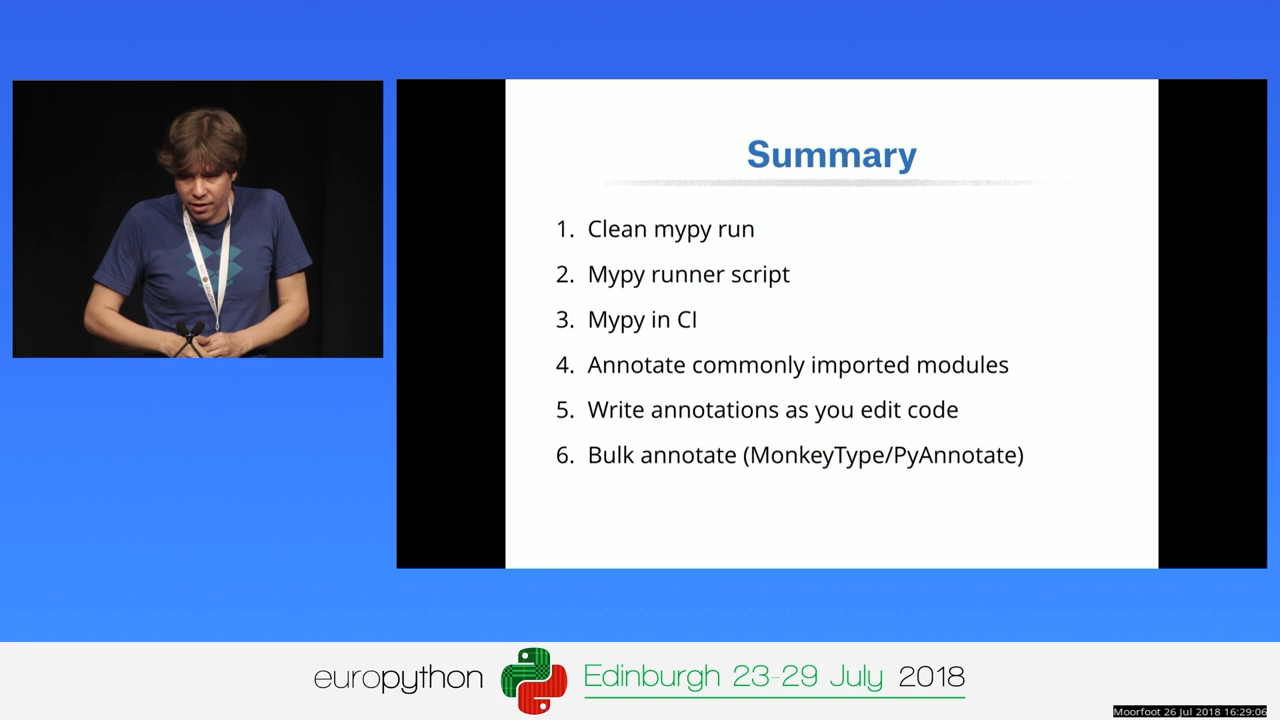 Summary
1. Clean mypy run
2. Mypy runner script
3. Mypy in CI
4. Annotate commonly imported modules
5. Write annotations as you edit code
6. Bulk annotate (MonkeyType/PyAnnotate)
europython Edinburgh 23-29 July 2018
Moorfoot 26 Jul 2018 16:29:06